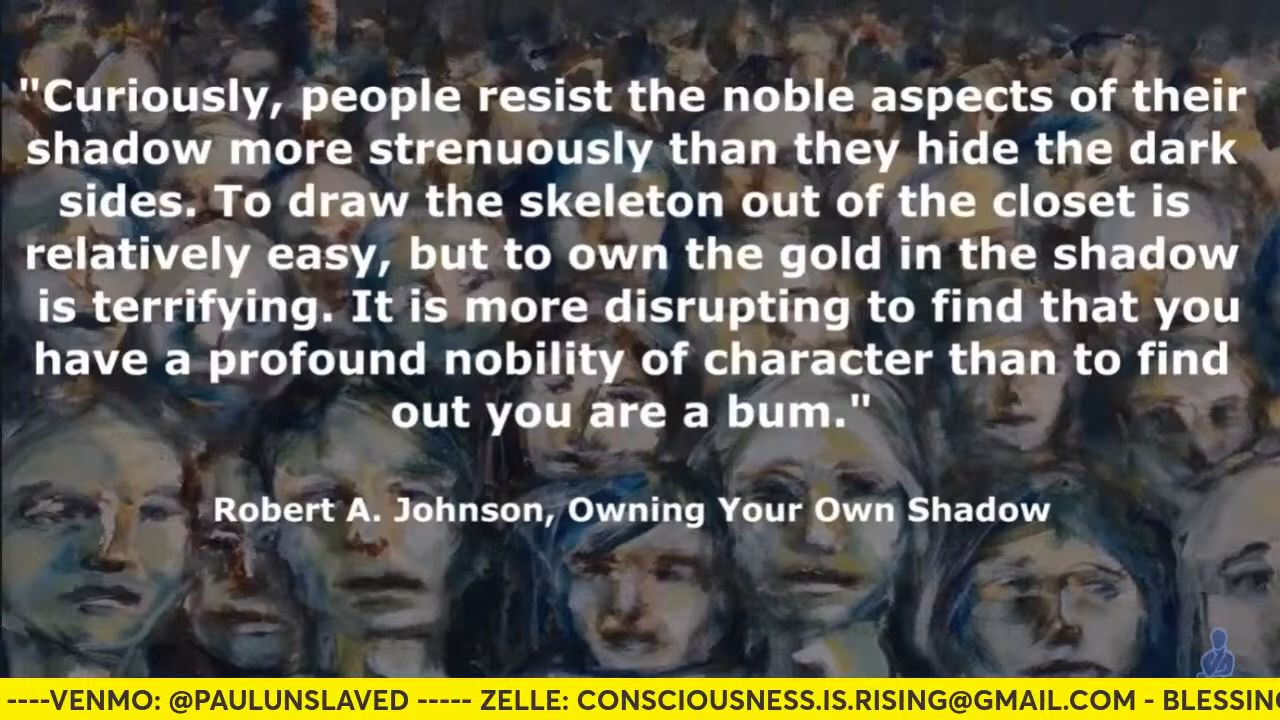 "Curiously, people resist the noble aspects of their
shadow more strenuously than they hide the dark
sides. To draw the skeleton out of the closet is
relatively easy, but to own the gold in the shadow
is terrifying. It is more disrupting to find that you
have a profound nobility of character than to find
out you are a bum."
Robert A. Johnson, Owning Your Own Shadow
----VENMO: @PAULUNSLAVED ----- ZELLE: CONSCIOUSNESS.IS.RISING@GMAIL.COM - BLESSING